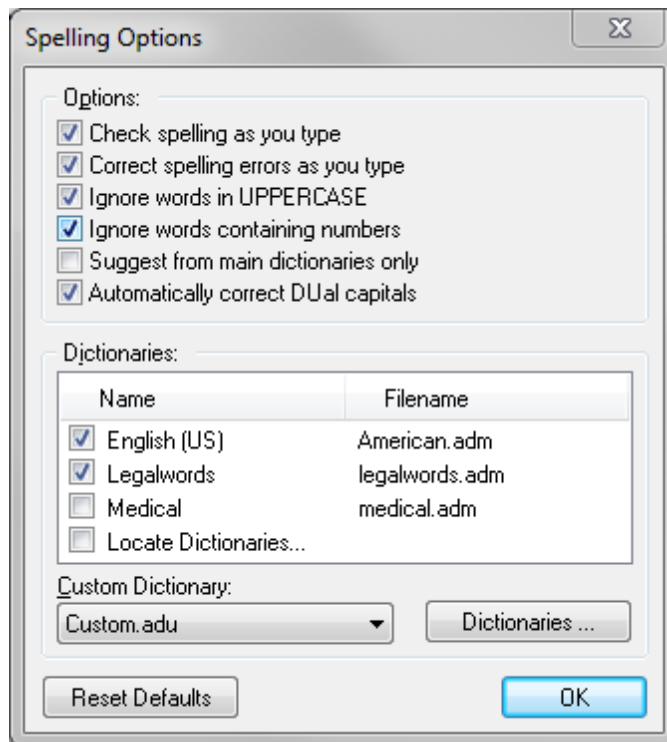 Spelling Options
Options:
Check spelling as you type
Correct spelling errors as you type
Ignore words in UPPERCASE
Ignore words containing numbers
Suggest from main dictionaries only
Automatically correct DUal capitals
Dictionaries:
Name Filename
English (US) American.adm
Legalwords legalwords.adm
Medical medical.adm
Locate Dictionaries...
Custom Dictionary:
Custom.adu Dictionaries ...
Reset Defaults OK